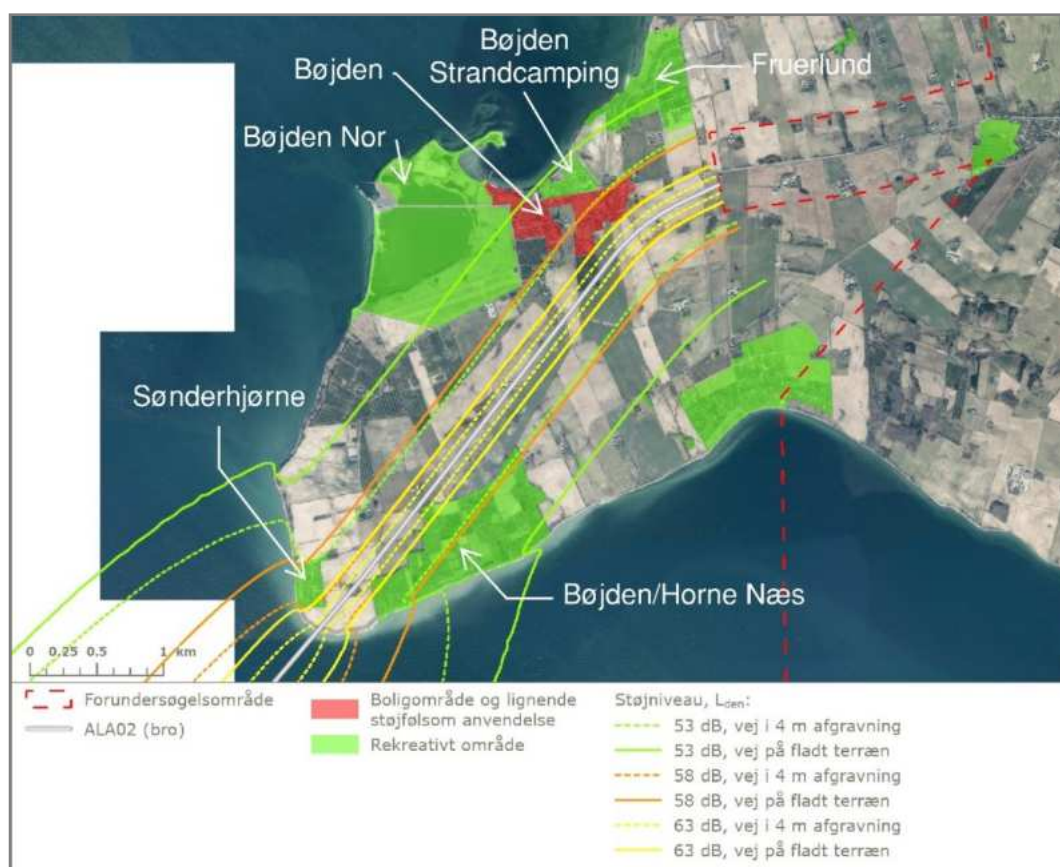 Bøjden
Strandcamping
Bøjden
Fruerlund
Bøjden Nor
Sønderhjørne
Bøjden/Horne Næs
0 0,25 0,5 1 km
Forundersøgelsområde
ALA02 (bro)
Boligområde og lignende
støjfølsom anvendelse
Rekreativt område
Støjniveau, Lden:
53 dB, vej i 4 m afgravning
53 dB, vej på fladt terræn
58 dB, vej i 4 m afgravning
58 dB, vej på fladt terræn
63 dB, vej i 4 m afgravning
63 dB, vej på fladt terræn